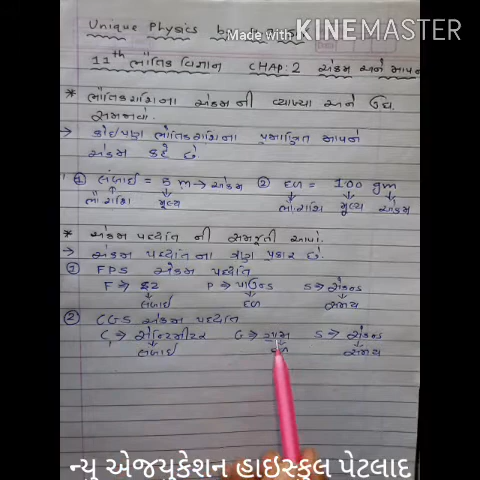 Unique Physics by
Made with KINEMASTER
11th ભૌતિક વિજ્ઞાન CHAP: 2 એકમ અને માપન
* ભૌતિકરાશિના એકમ ની વ્યાખ્યા અને ઉદા.
સમજાવો.
→ કોઇપણ ભૌતિકરાશિના પ્રમાણિત માપને
એકમ કહે છે
① લંબાઈ = 5 m → એકમ ② દળ = 100 gm
ભૌ.રાશિ મૂલ્ય ભૌ.રાશિ મૂલ્ય એકમ
* એકમ પદ્ધતિ ની સમજૂતી આપો.
→ એકમ પદ્ધતિના ત્રણ પ્રકાર છે.
① FPS એકમ પદ્ધતિ
F → ફુટ P → પાઉન્ડ S → સેકન્ડ
લંબાઈ દળ સમય
② CGS એકમ પદ્ધતિ
C → સેન્ટિમીટર G → ગ્રામ S → સેકન્ડ
લંબાઈ દળ સમય
ન્યુ એજ્યુકેશન હાઇસ્કુલ પેટલાદ